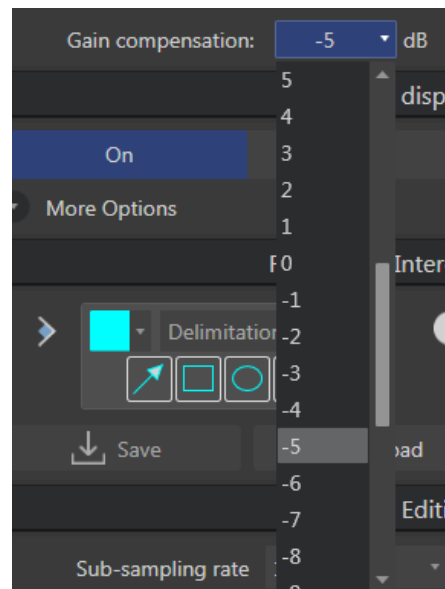 Gain compensation: -5 dB
5
disp
4
On 3
2
More Options
1
0 Inter
-1
Delimitation -2
-3
-4
Save -5 oad
-6
-7 Editi
Sub-sampling rate -8